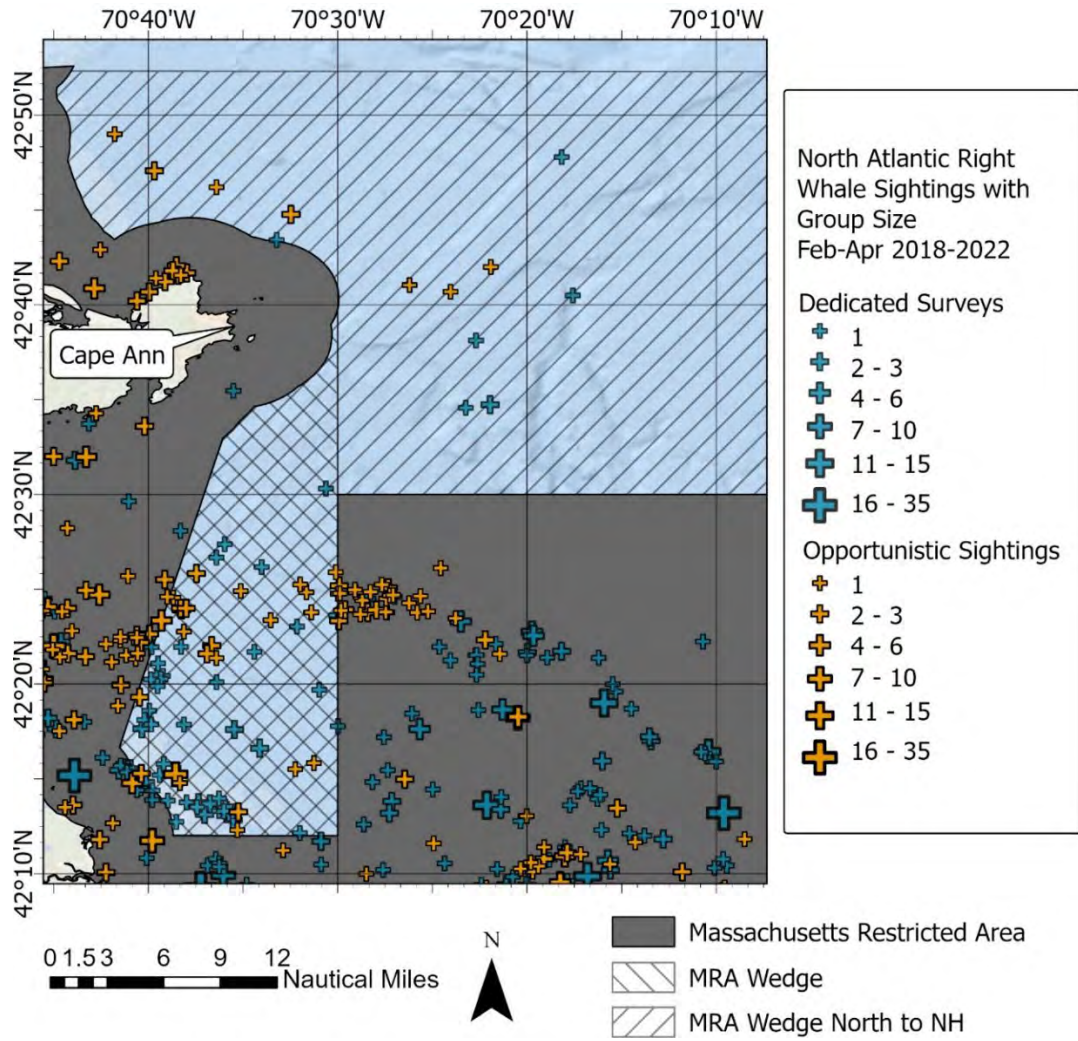 70°40'W 70°30'W 70°20'W 70°10'W
42°50'N
42°40'N
42°30'N
42°20'N
42°10'N
Cape Ann
North Atlantic Right
Whale Sightings with
Group Size
Feb-Apr 2018-2022
Dedicated Surveys
1
2 - 3
4 - 6
7 - 10
11 - 15
16 - 35
Opportunistic Sightings
1
2 - 3
4 - 6
7 - 10
11 - 15
16 - 35
0 1.5 3 6 9 12
Nautical Miles
N
Massachusetts Restricted Area
MRA Wedge
MRA Wedge North to NH